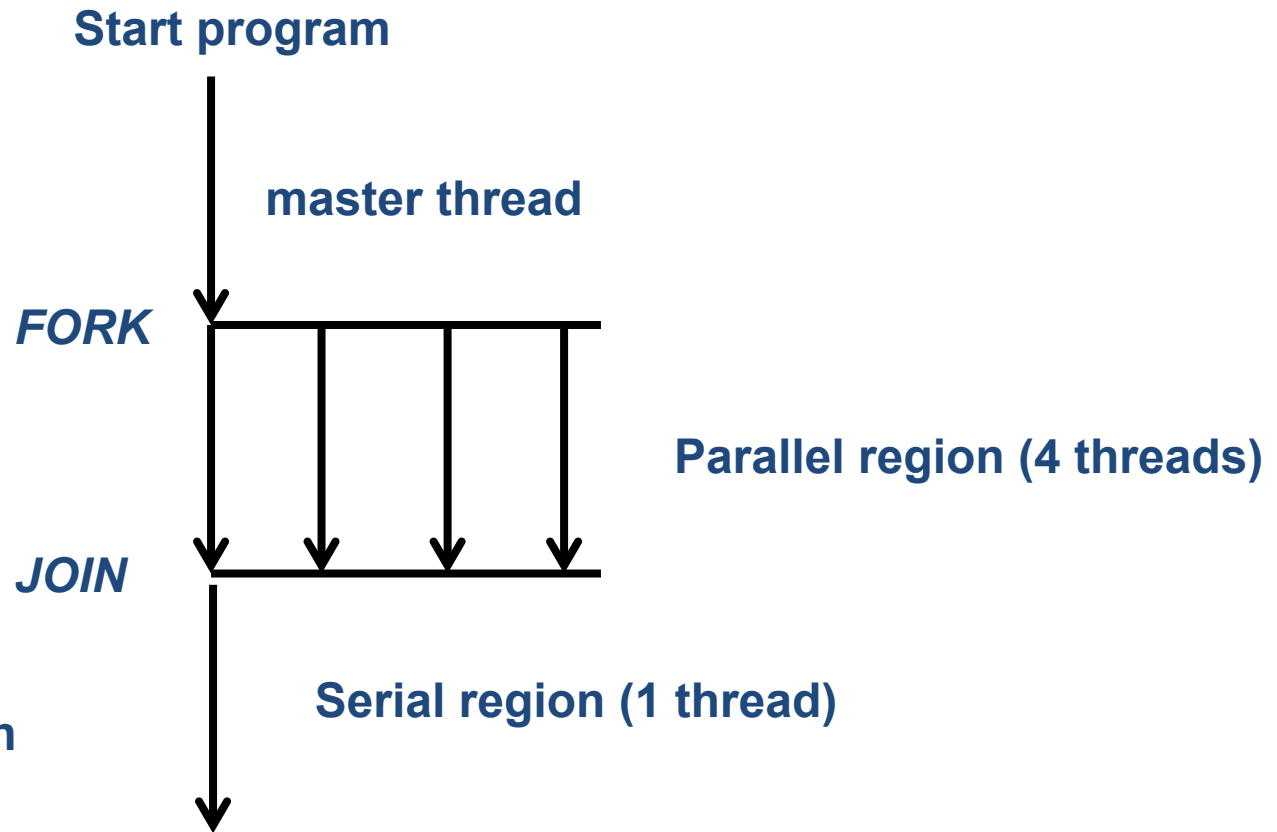 Start program
master thread
FORK
Parallel region (4 threads)
JOIN
Serial region (1 thread)